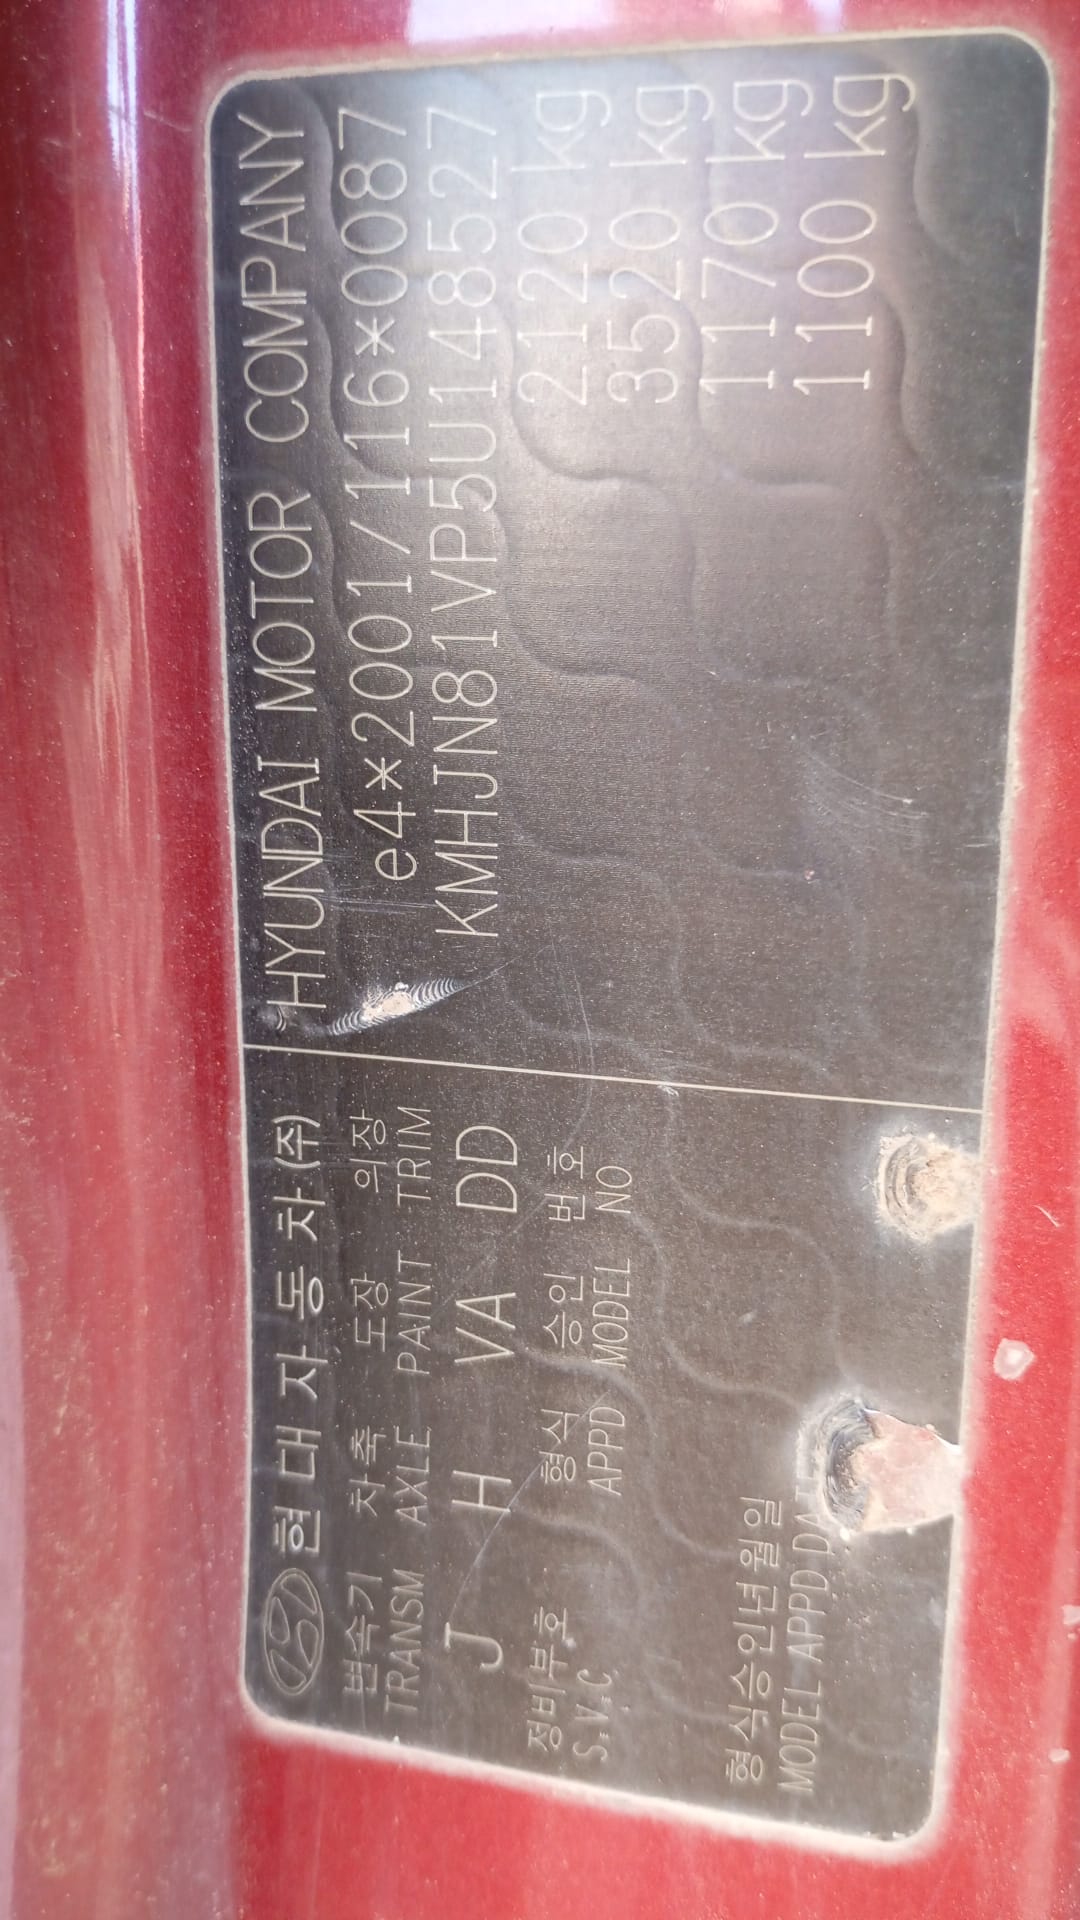 현대자동차(주)
변속기 차축 도장 의장
TRANSM AXLE PAINT TRIM
J H VA DD
정비부호 형식 승인 번호
S.V.C APPD MODEL NO
형식승인년월일
MODEL APPD DATE
HYUNDAI MOTOR COMPANY
e4*2001/116*0087
KMHJN81VP5U148527
2120 kg
3520 kg
1170 kg
1100 kg